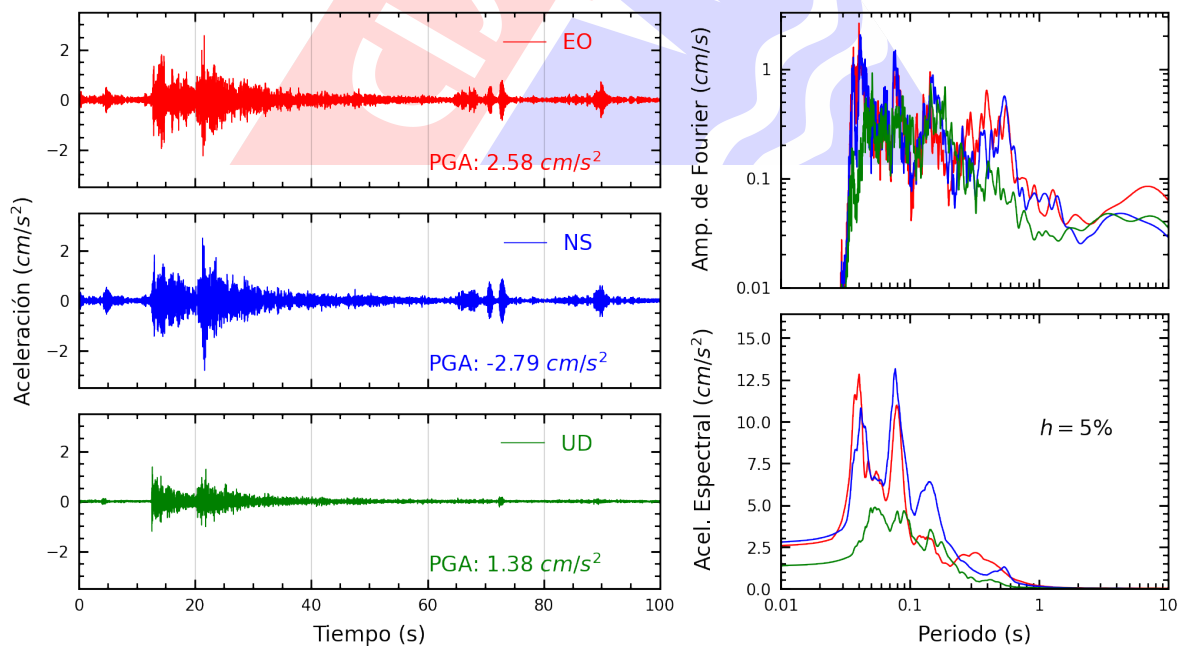 Aceleración (cm/s²)
2
0
−2
EO
PGA: 2.58 cm/s²
2
0
−2
NS
PGA: -2.79 cm/s²
2
0
−2
UD
PGA: 1.38 cm/s²
0
20
40
60
80
100
Tiempo (s)
Amp. de Fourier (cm/s)
1
0.1
0.01
Acel. Espectral (cm/s²)
15.0
12.5
10.0
7.5
5.0
2.5
0.0
h = 5%
0.01
0.1
1
10
Periodo (s)